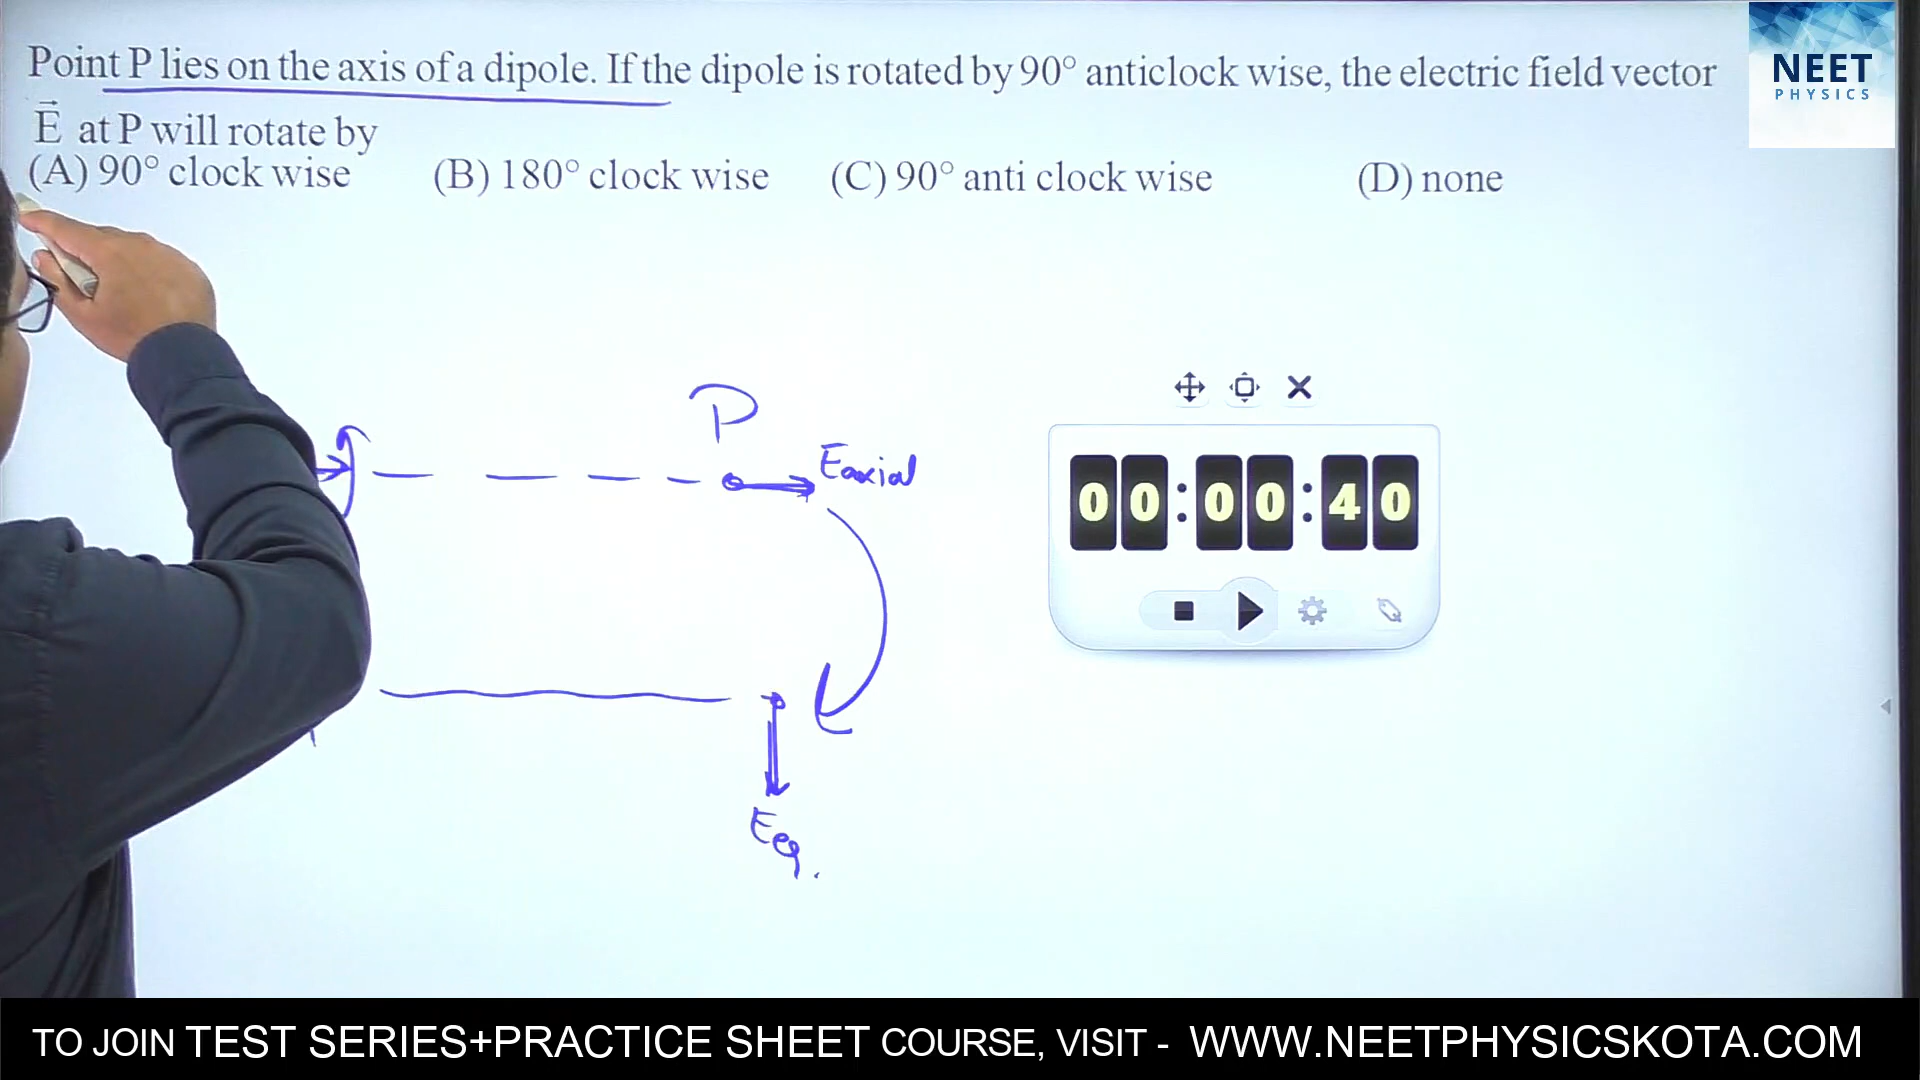 Point P lies on the axis of a dipole. If the dipole is rotated by 90° anticlock wise, the electric field vector
E⃗ at P will rotate by
(A) 90° clock wise (B) 180° clock wise (C) 90° anti clock wise (D) none
NEET
PHYSICS
P
Eaxial
00:00:40
Eeq.
TO JOIN TEST SERIES+PRACTICE SHEET COURSE, VISIT - WWW.NEETPHYSICSKOTA.COM